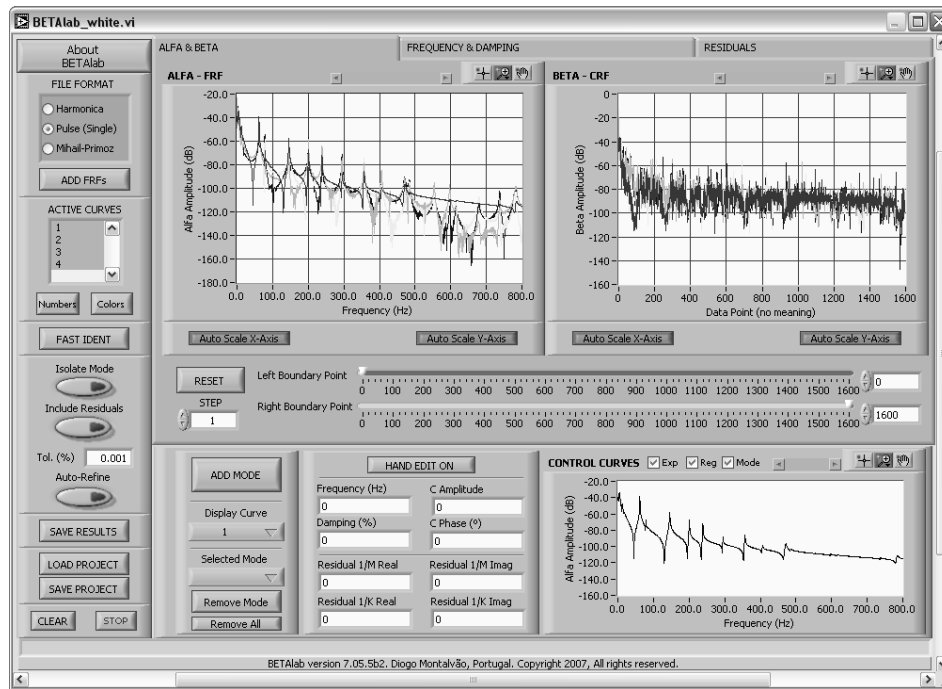 BETAlab_white.vi
About
BETAlab
FILE FORMAT
Harmonica
Pulse (Single)
Mihail-Primoz
ADD FRFs
ACTIVE CURVES
1
2
3
4
Numbers Colors
FAST IDENT
Isolate Mode
Include Residuals
Tol. (%) 0.001
Auto-Refine
SAVE RESULTS
LOAD PROJECT
SAVE PROJECT
CLEAR STOP
ALFA & BETA FREQUENCY & DAMPING RESIDUALS
ALFA - FRF
-20.0
-40.0
-60.0
-80.0
-100.0
-120.0
-140.0
-160.0
-180.0
Alfa Amplitude (dB)
0.0 100.0 200.0 300.0 400.0 500.0 600.0 700.0 800.0
Frequency (Hz)
Auto Scale X-Axis Auto Scale Y-Axis
BETA - CRF
0
-20
-40
-60
-80
-100
-120
-140
-160
Beta Amplitude (dB)
0 200 400 600 800 1000 1200 1400 1600
Data Point (no meaning)
Auto Scale X-Axis Auto Scale Y-Axis
RESET
STEP
1
Left Boundary Point
0 100 200 300 400 500 600 700 800 900 1000 1100 1200 1300 1400 1500 1600
0
Right Boundary Point
0 100 200 300 400 500 600 700 800 900 1000 1100 1200 1300 1400 1500 1600
1600
ADD MODE
Display Curve
1
Selected Mode
Remove Mode
Remove All
HAND EDIT ON
Frequency (Hz) C Amplitude
0 0
Damping (%) C Phase (º)
0 0
Residual 1/M Real Residual 1/M Imag
0 0
Residual 1/K Real Residual 1/K Imag
0 0
CONTROL CURVES Exp Reg Mode
-20.0
-40.0
-60.0
-80.0
-100.0
-120.0
-140.0
-160.0
Alfa Amplitude (dB)
0.0 100.0 200.0 300.0 400.0 500.0 600.0 700.0 800.0
Frequency (Hz)
BETAlab version 7.05.5b2. Diogo Montalvão, Portugal. Copyright 2007, All rights reserved.